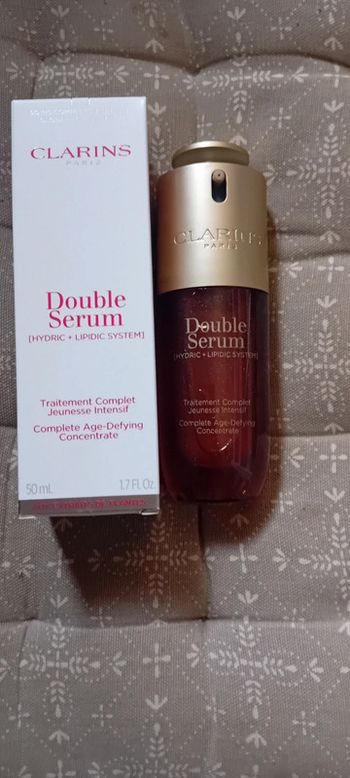 CLARINS
PARIS
Double
Serum
[HYDRIC + LIPIDIC SYSTEM]
Traitement Complet
Jeunesse Intensif
Complete Age-Defying
Concentrate
50 mL
1.7 Fl.Oz
CLARINS
PARIS
Double
Serum
[HYDRIC + LIPIDIC SYSTEM]
Traitement Complet
Jeunesse Intensif
Complete Age-Defying
Concentrate